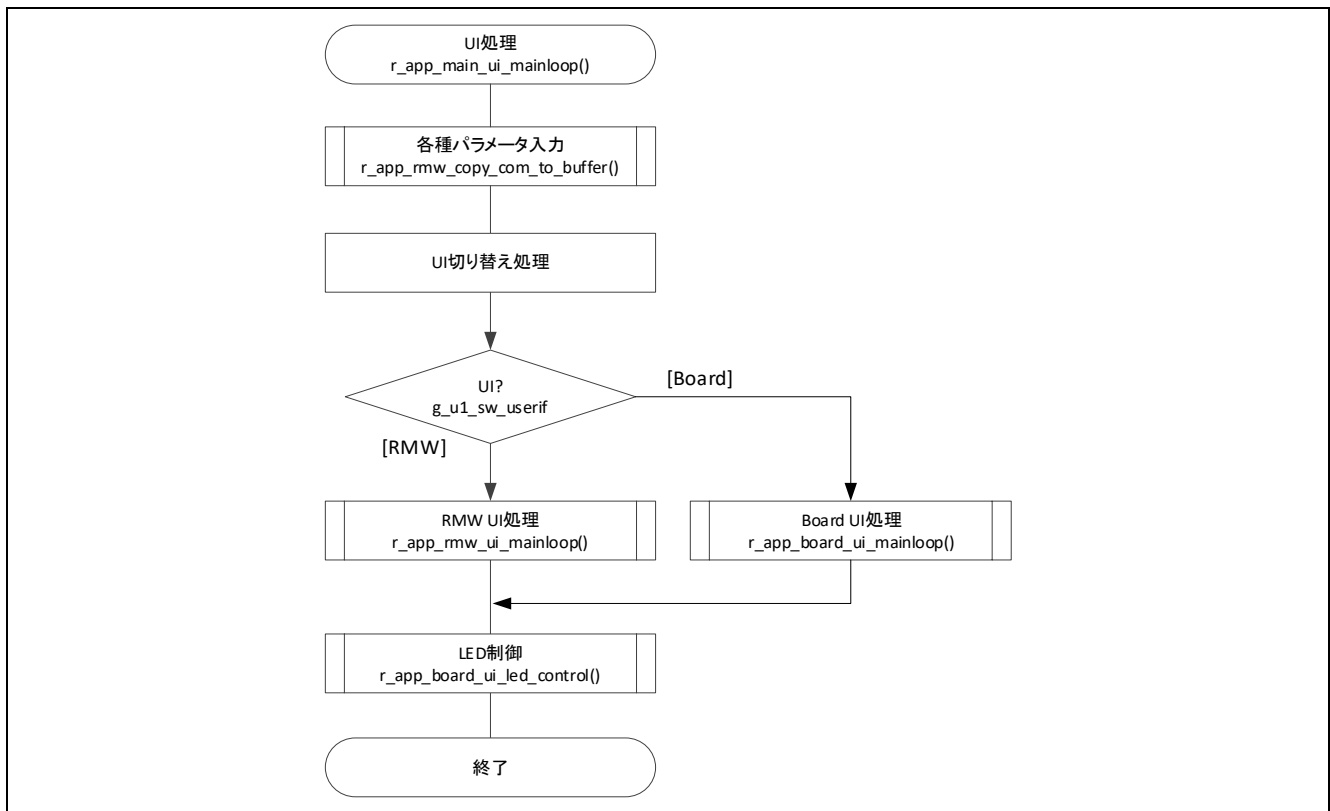 UI処理
r_app_main_ui_mainloop()
各種パラメータ入力
r_app_rmw_copy_com_to_buffer()
UI切り替え処理
UI?
g_u1_sw_userif
[Board]
[RMW]
RMW UI処理
r_app_rmw_ui_mainloop()
Board UI処理
r_app_board_ui_mainloop()
LED制御
r_app_board_ui_led_control()
終了